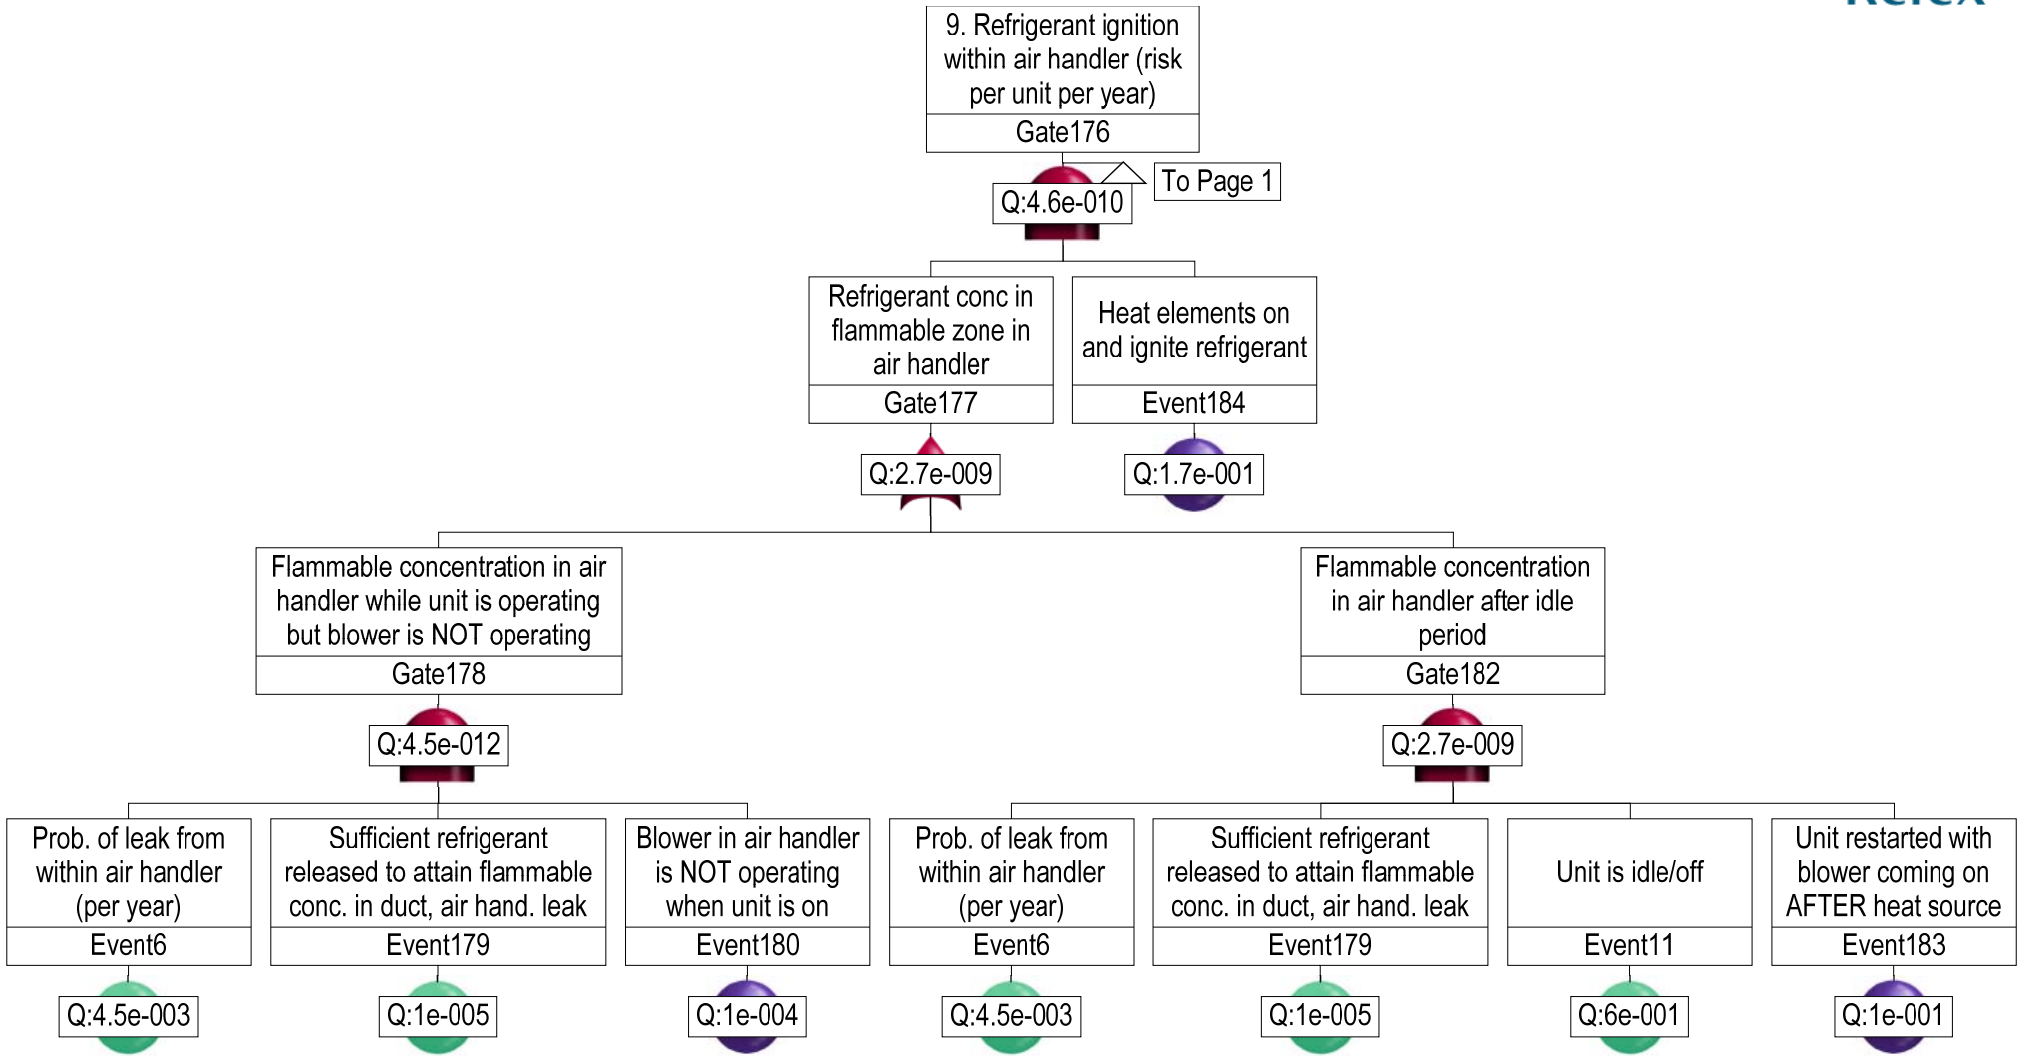 Relex
9. Refrigerant ignition
within air handler (risk
per unit per year)
Gate176
To Page 1
Q:4.6e-010
Refrigerant conc in
flammable zone in
air handler
Gate177
Q:2.7e-009
Heat elements on
and ignite refrigerant
Event184
Q:1.7e-001
Flammable concentration in air
handler while unit is operating
but blower is NOT operating
Gate178
Q:4.5e-012
Flammable concentration
in air handler after idle
period
Gate182
Q:2.7e-009
Prob. of leak from
within air handler
(per year)
Event6
Q:4.5e-003
Sufficient refrigerant
released to attain flammable
conc. in duct, air hand. leak
Event179
Q:1e-005
Blower in air handler
is NOT operating
when unit is on
Event180
Q:1e-004
Prob. of leak from
within air handler
(per year)
Event6
Q:4.5e-003
Sufficient refrigerant
released to attain flammable
conc. in duct, air hand. leak
Event179
Q:1e-005
Unit is idle/off
Event11
Q:6e-001
Unit restarted with
blower coming on
AFTER heat source
Event183
Q:1e-001